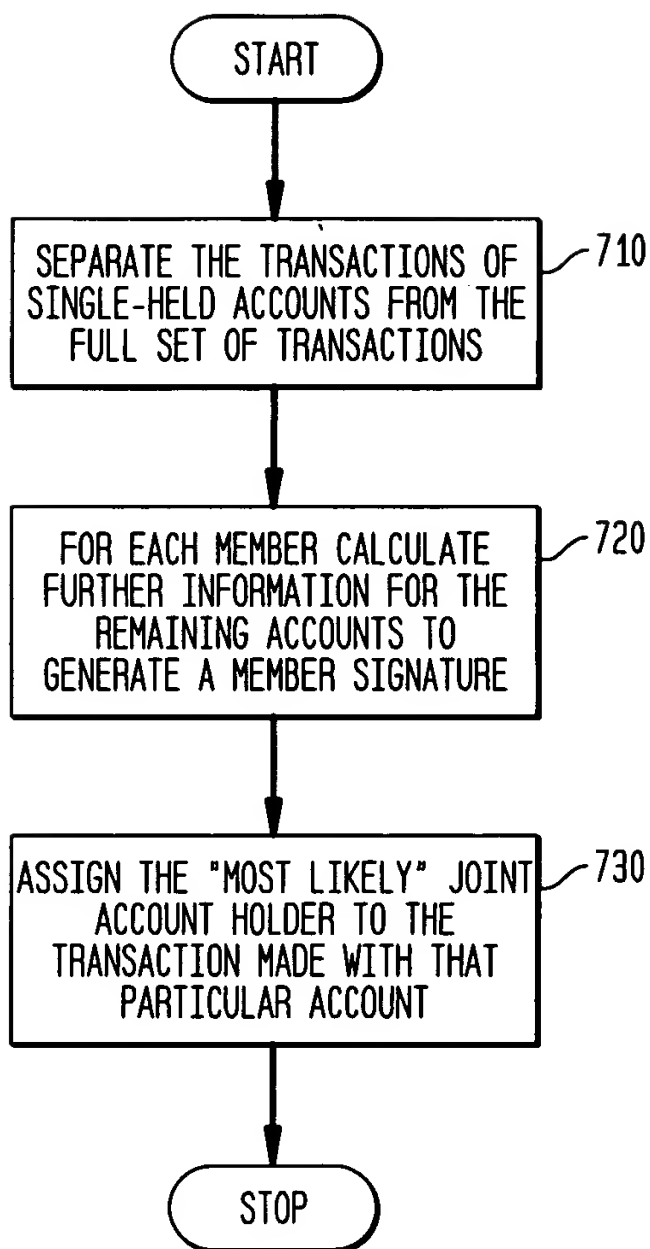 START
SEPARATE THE TRANSACTIONS OF
SINGLE-HELD ACCOUNTS FROM THE
FULL SET OF TRANSACTIONS
710
FOR EACH MEMBER CALCULATE
FURTHER INFORMATION FOR THE
REMAINING ACCOUNTS TO
GENERATE A MEMBER SIGNATURE
720
ASSIGN THE "MOST LIKELY" JOINT
ACCOUNT HOLDER TO THE
TRANSACTION MADE WITH THAT
PARTICULAR ACCOUNT
730
STOP